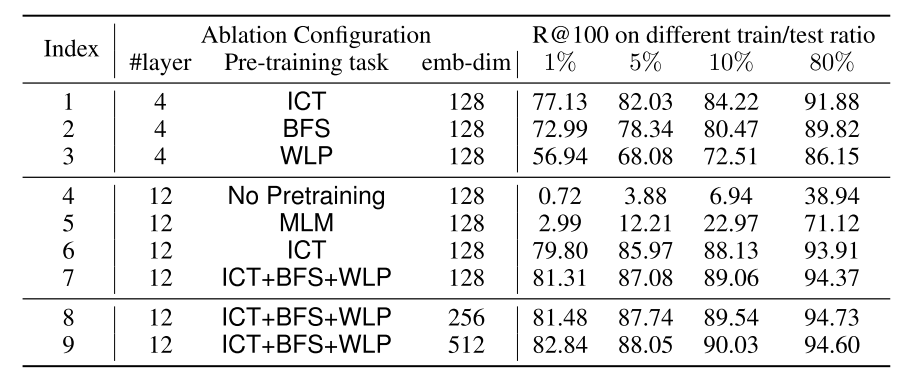 Index Ablation Configuration R@100 on different train/test ratio
#layer Pre-training task emb-dim 1% 5% 10% 80%
1 4 ICT 128 77.13 82.03 84.22 91.88
2 4 BFS 128 72.99 78.34 80.47 89.82
3 4 WLP 128 56.94 68.08 72.51 86.15
4 12 No Pretraining 128 0.72 3.88 6.94 38.94
5 12 MLM 128 2.99 12.21 22.97 71.12
6 12 ICT 128 79.80 85.97 88.13 93.91
7 12 ICT+BFS+WLP 128 81.31 87.08 89.06 94.37
8 12 ICT+BFS+WLP 256 81.48 87.74 89.54 94.73
9 12 ICT+BFS+WLP 512 82.84 88.05 90.03 94.60